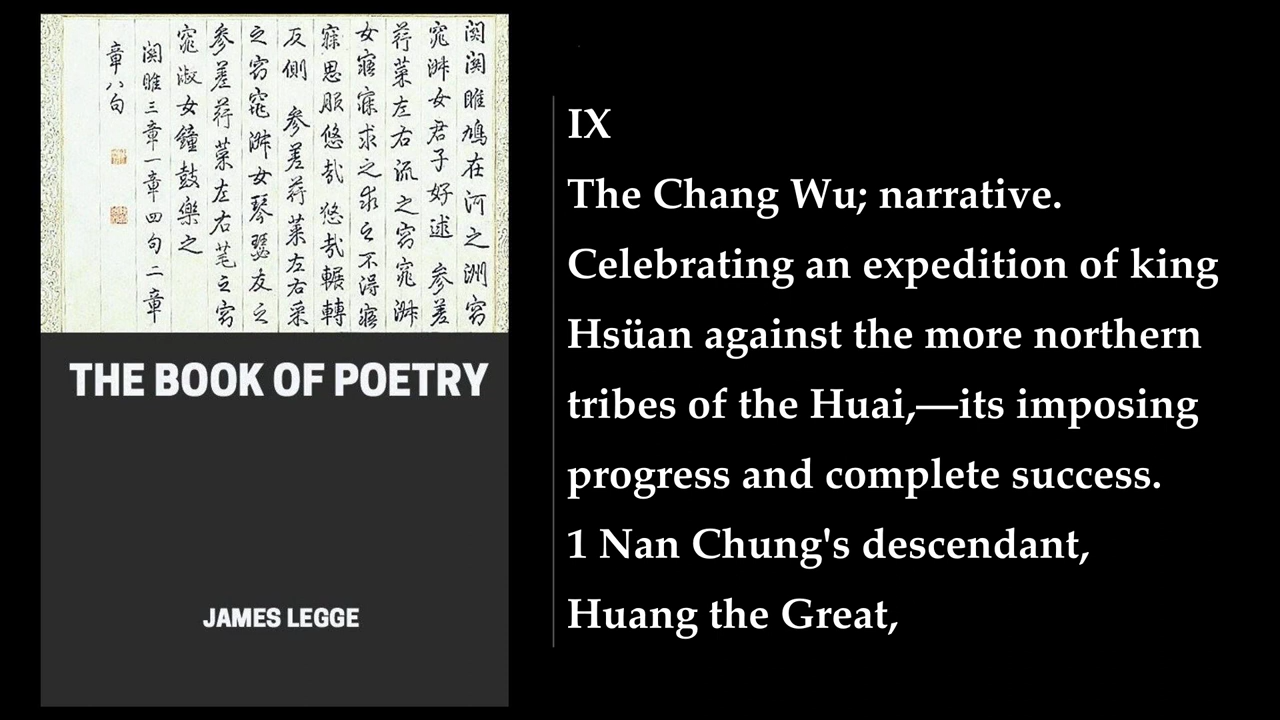 關關雎鳩在河之洲窈
窕淑女君子好逑 參差
荇菜左右流之窈窕淑
女寤寐求之求之不得寤
寐思服悠哉悠哉輾轉
反側 參差荇菜左右采
之窈窕淑女琴瑟友之
參差荇菜左右芼之窈
窕淑女鐘鼓樂之
關雎三章一章四句二章
章八句
THE BOOK OF POETRY
JAMES LEGGE
IX
The Chang Wu; narrative.
Celebrating an expedition of king
Hsüan against the more northern
tribes of the Huai,—its imposing
progress and complete success.
1 Nan Chung's descendant,
Huang the Great,